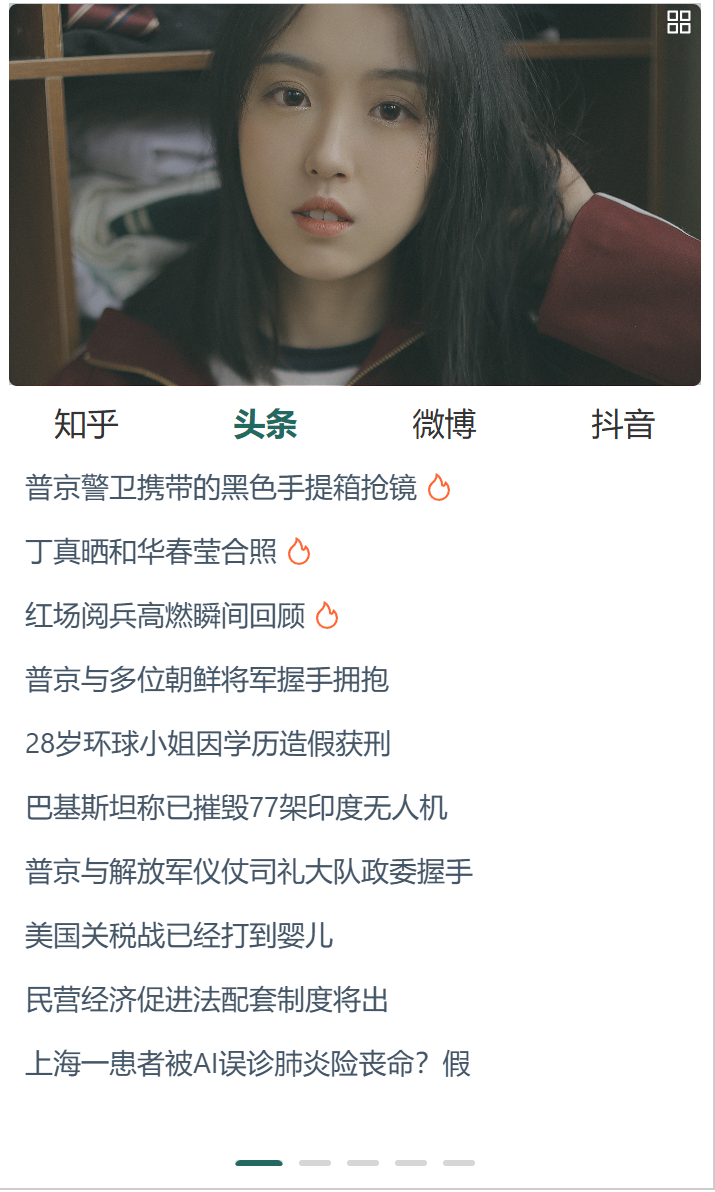 知乎 头条 微博 抖音
普京警卫携带的黑色手提箱抢镜
丁真晒和华春莹合照
红场阅兵高燃瞬间回顾
普京与多位朝鲜将军握手拥抱
28岁环球小姐因学历造假获刑
巴基斯坦称已摧毁77架印度无人机
普京与解放军仪仗司礼大队政委握手
美国关税战已经打到婴儿
民营经济促进法配套制度将出
上海一患者被AI误诊肺炎险丧命？假